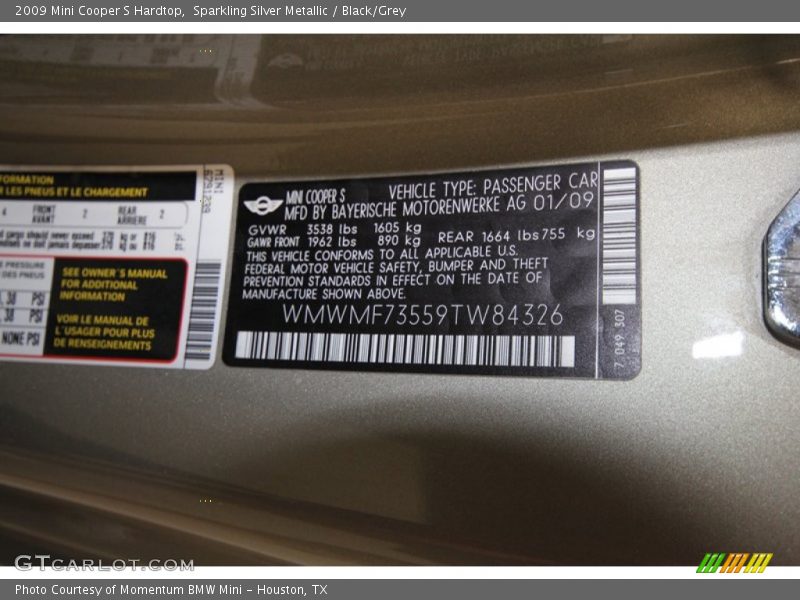 2009 Mini Cooper S Hardtop, Sparkling Silver Metallic / Black/Grey
LES PNEUS ET LE CHARGEMENT
4 FRONT AVANT 2 REAR ARRIERE 2
MINI
SEE OWNER'S MANUAL
FOR ADDITIONAL
INFORMATION
38 PSI
38 PSI
NONE PSI
VOIR LE MANUAL DE
L'USAGER POUR PLUS
DE RENSEIGNEMENTS
MINI COOPER S VEHICLE TYPE: PASSENGER CAR
MFD BY BAYERISCHE MOTORENWERKE AG 01/09
GVWR 3538 lbs 1605 kg
GAWR FRONT 1962 lbs 890 kg REAR 1664 lbs 755 kg
THIS VEHICLE CONFORMS TO ALL APPLICABLE U.S.
FEDERAL MOTOR VEHICLE SAFETY, BUMPER AND THEFT
PREVENTION STANDARDS IN EFFECT ON THE DATE OF
MANUFACTURE SHOWN ABOVE.
WMWMF73559TW84326
7 049 307
GTCARLOT.COM
Photo Courtesy of Momentum BMW Mini - Houston, TX